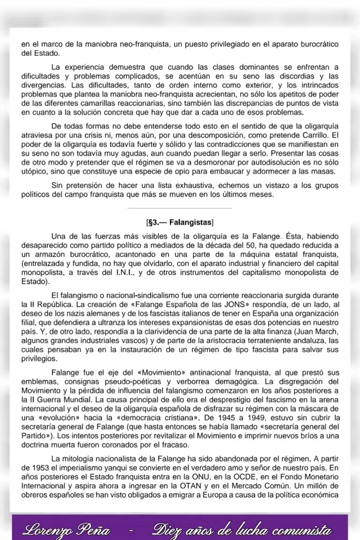 en el marco de la maniobra neo-franquista, un puesto privilegiado en el aparato burocrático
del Estado.
La experiencia demuestra que cuando las clases dominantes se enfrentan a
dificultades y problemas complicados, se acentúan en su seno las discordias y las
divergencias. Las dificultades, tanto de orden interno como exterior, y los intrincados
problemas que plantea la maniobra neo-franquista acrecientan, no sólo los apetitos de poder
de las diferentes camarillas reaccionarias, sino también las discrepancias de puntos de vista
en cuanto a la solución concreta que hay que dar a cada uno de esos problemas.
De todas formas no debe entenderse todo esto en el sentido de que la oligarquía
atraviesa por una crisis ni, menos aún, por una descomposición, como pretende Carrillo. El
poder de la oligarquía es todavía fuerte y sólido y las contradicciones que se manifiestan en
su seno no son todavía muy agudas, aun cuando puedan llegar a serlo. Presentar las cosas
de otro modo y pretender que el régimen se va a desmoronar por autodisolución es no sólo
utópico, sino que constituye una especie de opio para embaucar y adormecer a las masas.
Sin pretensión de hacer una lista exhaustiva, echemos un vistazo a los grupos
políticos del campo franquista que más se mueven en los últimos meses.
[§3.— Falangistas]
Una de las fuerzas más visibles de la oligarquía es la Falange. Ésta, habiendo
desaparecido como partido político a mediados de la década del 50, ha quedado reducida a
un armazón burocrático, acantonado en una parte de la máquina estatal franquista,
(entrelazada y fundida, no hay que olvidarlo, con el aparato industrial y financiero del capital
monopolista, a través del I.N.I., y de otros instrumentos del capitalismo monopolista de
Estado).
El falangismo o nacional-sindicalismo fue una corriente reaccionaria surgida durante
la II República. La creación de «Falange Española de las JONS» respondía, de un lado, al
deseo de los nazis alemanes y de los fascistas italianos de tener en España una organización
filial, que defendiera a ultranza los intereses expansionistas de esas dos potencias en nuestro
país. Y, de otro lado, respondía a la clarividencia de una parte de la alta finanza (Juan March,
algunos grandes industriales vascos) y de parte de la aristocracia terrateniente andaluza, las
cuales pensaban ya en la instauración de un régimen de tipo fascista para salvar sus
privilegios.
Falange fue el eje del «Movimiento» antinacional franquista, al que prestó sus
emblemas, consignas pseudo-poéticas y verborrea demagógica. La disgregación del
Movimiento y la pérdida de influencia del falangismo comenzaron en los años posteriores a
la II Guerra Mundial. La causa principal de ello era el desprestigio del fascismo en la arena
internacional y el deseo de la oligarquía española de disfrazar su régimen con la máscara de
una «evolución» hacia la «democracia cristiana». De 1945 a 1949, estuvo sin cubrir la
secretaría general de Falange (que hasta entonces se había llamado «secretaría general del
Partido»). Los intentos posteriores por revitalizar el Movimiento e imprimir nuevos bríos a una
doctrina muerta fueron coronados por el fracaso.
La mitología nacionalista de la Falange ha sido abandonada por el régimen. A partir
de 1953 el imperialismo yanqui se convierte en el verdadero amo y señor de nuestro país. En
años posteriores el Estado franquista entra en la ONU, en la OCDE, en el Fondo Monetario
Internacional y aspira ahora a ingresar en la OTAN y en el Mercado Común. Un millón de
obreros españoles se han visto obligados a emigrar a Europa a causa de la política económica
Lorenzo Peña - Diez años de lucha comunista